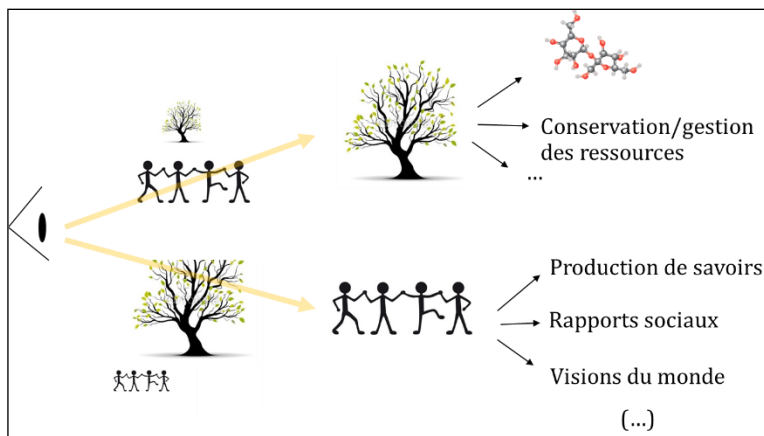 Conservation/gestion
des ressources
...
Production de savoirs
Rapports sociaux
Visions du monde
(...)